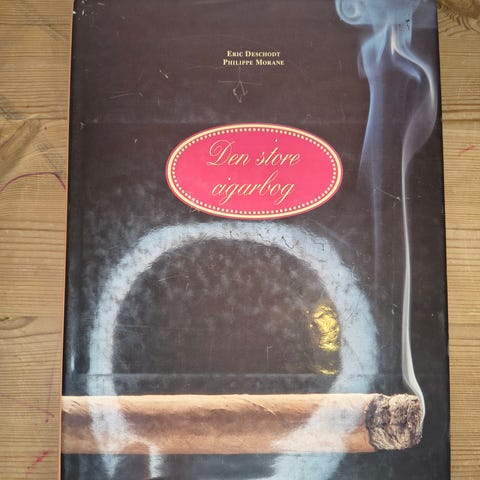 ERIC DESCHODT
PHILIPPE MORANE
Den store
cigarbog